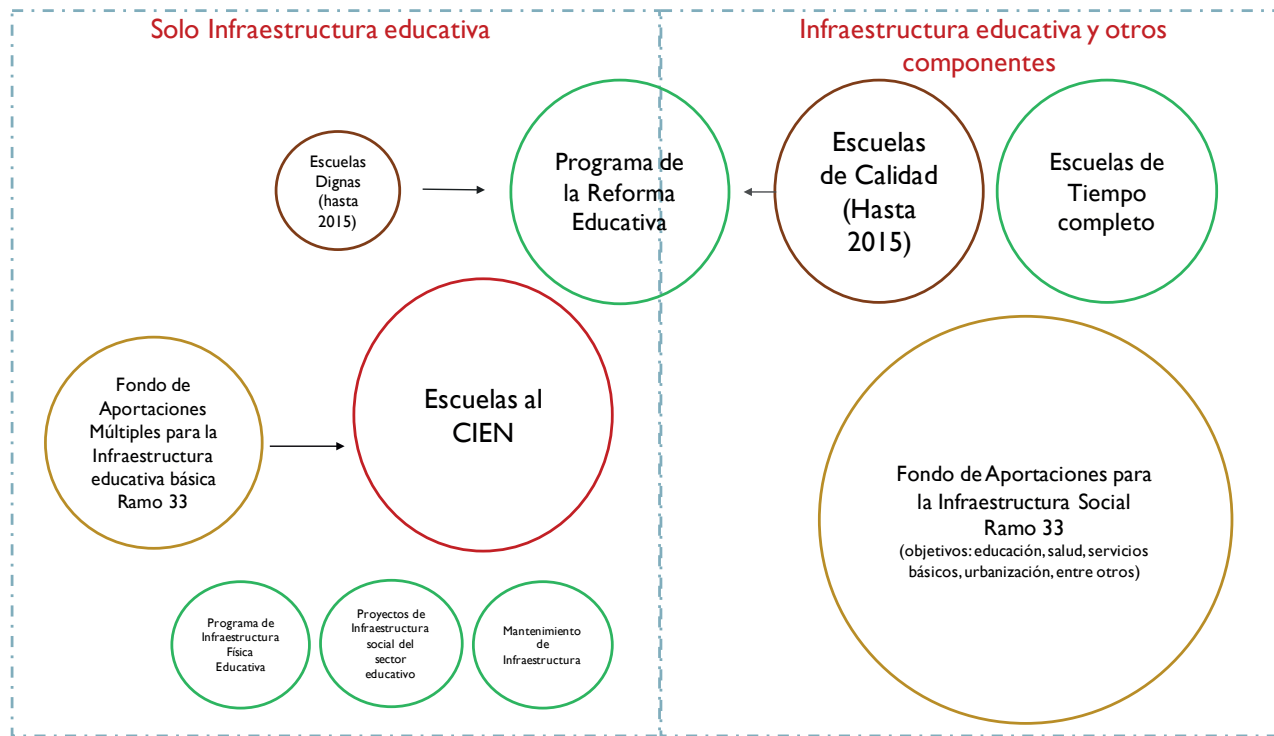 Solo Infraestructura educativa
Infraestructura educativa y otros
componentes
Escuelas
Dignas
(hasta
2015)
Programa de
la Reforma
Educativa
Escuelas
de Calidad
(Hasta
2015)
Escuelas de
Tiempo
completo
Fondo de
Aportaciones
Múltiples para la
Infraestructura
educativa básica
Ramo 33
Escuelas al
CIEN
Fondo de Aportaciones para
la Infraestructura Social
Ramo 33
(objetivos: educación, salud, servicios
básicos, urbanización, entre otros)
Programa de
Infraestructura
Física
Educativa
Proyectos de
Infraestructura
social del
sector
educativo
Mantenimiento
de
Infraestructura